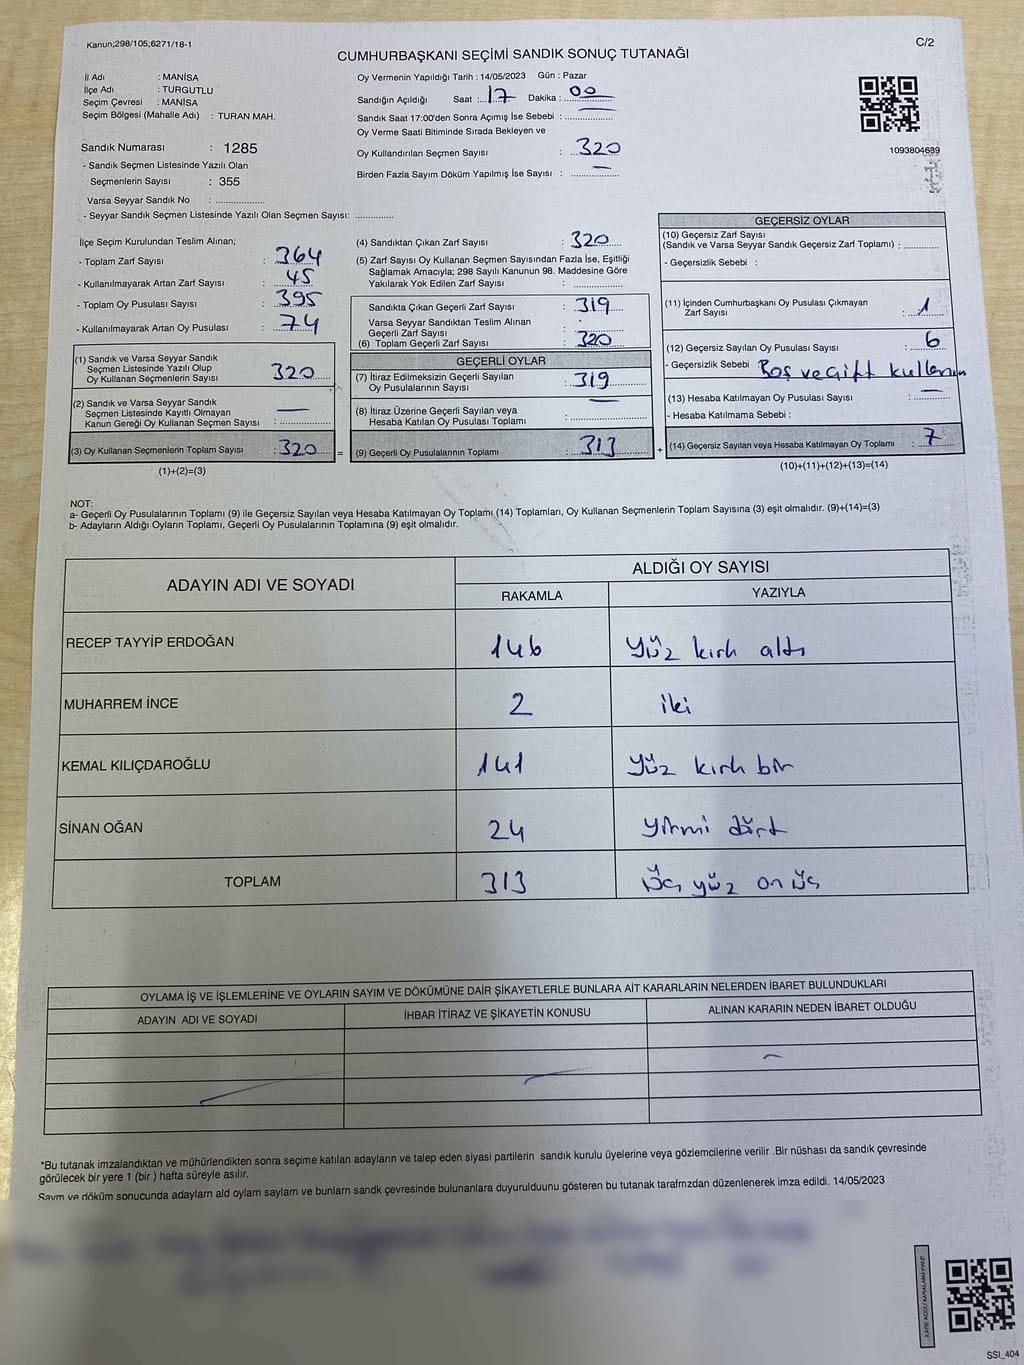 Kanun;298/105;6271/18-1
C/2
CUMHURBAŞKANI SEÇİMİ SANDIK SONUÇ TUTANAĞI
İl Adı : MANİSA
İlçe Adı : TURGUTLU
Seçim Çevresi : MANİSA
Seçim Bölgesi (Mahalle Adı) : TURAN MAH.
Sandık Numarası : 1285
- Sandık Seçmen Listesinde Yazılı Olan
Seçmenlerin Sayısı : 355
Varsa Seyyar Sandık No : ....................
- Seyyar Sandık Seçmen Listesinde Yazılı Olan Seçmen Sayısı: ...............
Oy Vermenin Yapıldığı Tarih : 14/05/2023 Gün : Pazar
Sandığın Açıldığı Saat : 17 Dakika : 00
Sandık Saat 17:00'den Sonra Açımış İse Sebebi : ...................
Oy Verme Saati Bitiminde Sırada Bekleyen ve
Oy Kullandırılan Seçmen Sayısı : 320
Birden Fazla Sayım Döküm Yapılmış İse Sayısı : —
1093804639
İlçe Seçim Kurulundan Teslim Alınan;
- Toplam Zarf Sayısı : 364
- Kullanılmayarak Artan Zarf Sayısı : 45
- Toplam Oy Pusulası Sayısı : 395
- Kullanılmayarak Artan Oy Pusulası : 74
(1) Sandık ve Varsa Seyyar Sandık
Seçmen Listesinde Yazılı Olup
Oy Kullanan Seçmenlerin Sayısı 320
(2) Sandık ve Varsa Seyyar Sandık
Seçmen Listesinde Kayıtlı Olmayan
Kanun Gereği Oy Kullanan Seçmen Sayısı : —
(3) Oy Kullanan Seçmenlerin Toplam Sayısı : 320
(1)+(2)=(3)
(4) Sandıktan Çıkan Zarf Sayısı : 320
(5) Zarf Sayısı Oy Kullanan Seçmen Sayısından Fazla İse, Eşitliği
Sağlamak Amacıyla; 298 Sayılı Kanunun 98. Maddesine Göre
Yakılarak Yok Edilen Zarf Sayısı : ..............
Sandıkta Çıkan Geçerli Zarf Sayısı : 319
Varsa Seyyar Sandıktan Teslim Alınan
Geçerli Zarf Sayısı :
(6) Toplam Geçerli Zarf Sayısı : 320
GEÇERLİ OYLAR
(7) İtiraz Edilmeksizin Geçerli Sayılan
Oy Pusulalarının Sayısı : 319
(8) İtiraz Üzerine Geçerli Sayılan veya
Hesaba Katılan Oy Pusulası Toplamı : —
= (9) Geçerli Oy Pusulalarının Toplamı : 313 +
GEÇERSİZ OYLAR
(10) Geçersiz Zarf Sayısı
(Sandık ve Varsa Seyyar Sandık Geçersiz Zarf Toplamı) : ............
- Geçersizlik Sebebi :
(11) İçinden Cumhurbaşkanı Oy Pusulası Çıkmayan
Zarf Sayısı : 1
(12) Geçersiz Sayılan Oy Pusulası Sayısı : 6
- Geçersizlik Sebebi Boş ve çift kullanım
(13) Hesaba Katılmayan Oy Pusulası Sayısı : —
- Hesaba Katılmama Sebebi :
(14) Geçersiz Sayılan veya Hesaba Katılmayan Oy Toplamı : 7
(10)+(11)+(12)+(13)=(14)
NOT:
a- Geçerli Oy Pusulalarının Toplamı (9) ile Geçersiz Sayılan veya Hesaba Katılmayan Oy Toplamı (14) Toplamları, Oy Kullanan Seçmenlerin Toplam Sayısına (3) eşit olmalıdır. (9)+(14)=(3)
b- Adayların Aldığı Oyların Toplamı, Geçerli Oy Pusulalarının Toplamına (9) eşit olmalıdır.
ADAYIN ADI VE SOYADI
ALDIĞI OY SAYISI
RAKAMLA YAZIYLA
RECEP TAYYİP ERDOĞAN 146 Yüz kırk altı
MUHARREM İNCE 2 iki
KEMAL KILIÇDAROĞLU 141 Yüz kırk bir
SİNAN OĞAN 24 yirmi dört
TOPLAM 313 Üç yüz on üç
OYLAMA İŞ VE İŞLEMLERİNE VE OYLARIN SAYIM VE DÖKÜMÜNE DAİR ŞİKAYETLERLE BUNLARA AİT KARARLARIN NELERDEN İBARET BULUNDUKLARI
ADAYIN ADI VE SOYADI İHBAR İTİRAZ VE ŞİKAYETİN KONUSU ALINAN KARARIN NEDEN İBARET OLDUĞU
*Bu tutanak imzalandıktan ve mühürlendikten sonra seçime katılan adayların ve talep eden siyasi partilerin sandık kurulu üyelerine veya gözlemcilerine verilir .Bir nüshası da sandık çevresinde
görülecek bir yere 1 (bir ) hafta süreyle asılır.
Sayım ve döküm sonucunda adaylarn ald oylarn saylarn ve bunlarn sandk çevresinde bulunanlara duyurulduunu gösteren bu tutanak tarafmzdan düzenlenerek imza edildi. 14/05/2023
SSI_404